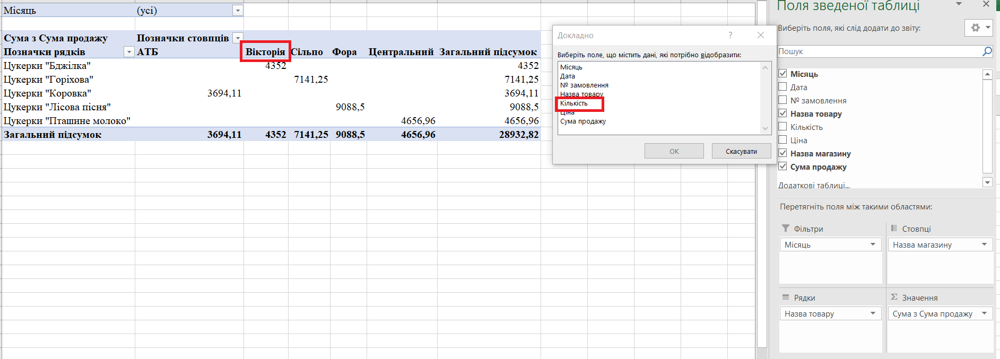 Місяць (усі)
Сума з Сума продажу Позначки стовпців
Позначки рядків АТБ Вікторія Сільпо Фора Центральний Загальний підсумок
Цукерки "Бджілка" 4352 4352
Цукерки "Горіхова" 7141,25 7141,25
Цукерки "Коровка" 3694,11 3694,11
Цукерки "Лісова пісня" 9088,5 9088,5
Цукерки "Пташине молоко" 4656,96 4656,96
Загальний підсумок 3694,11 4352 7141,25 9088,5 4656,96 28932,82
Докладно ?
Виберіть поле, що містить дані, які потрібно відобразити:
Місяць
Дата
№ замовлення
Назва товару
Кількість
Ціна
Сума продажу
ОК Скасувати
Поля зведеної таблиці
Виберіть поля, які слід додати до звіту:
Пошук
Місяць
Дата
№ замовлення
Назва товару
Кількість
Ціна
Назва магазину
Сума продажу
Додаткові таблиці...
Перетягніть поля між такими областями:
Фільтри Стовпці
Місяць Назва магазину
Рядки Σ Значення
Назва товару Сума з Сума продажу